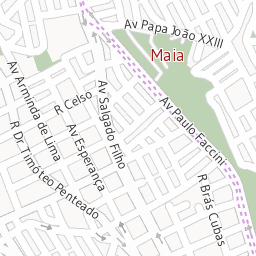 Av Papa João XXIII
Maia
R Celso
Av Arminda de Lima
Av Salgado Filho
Av Paulo Faccini
Av Esperança
R Dr Timóteo Penteado
R Brás Cubas